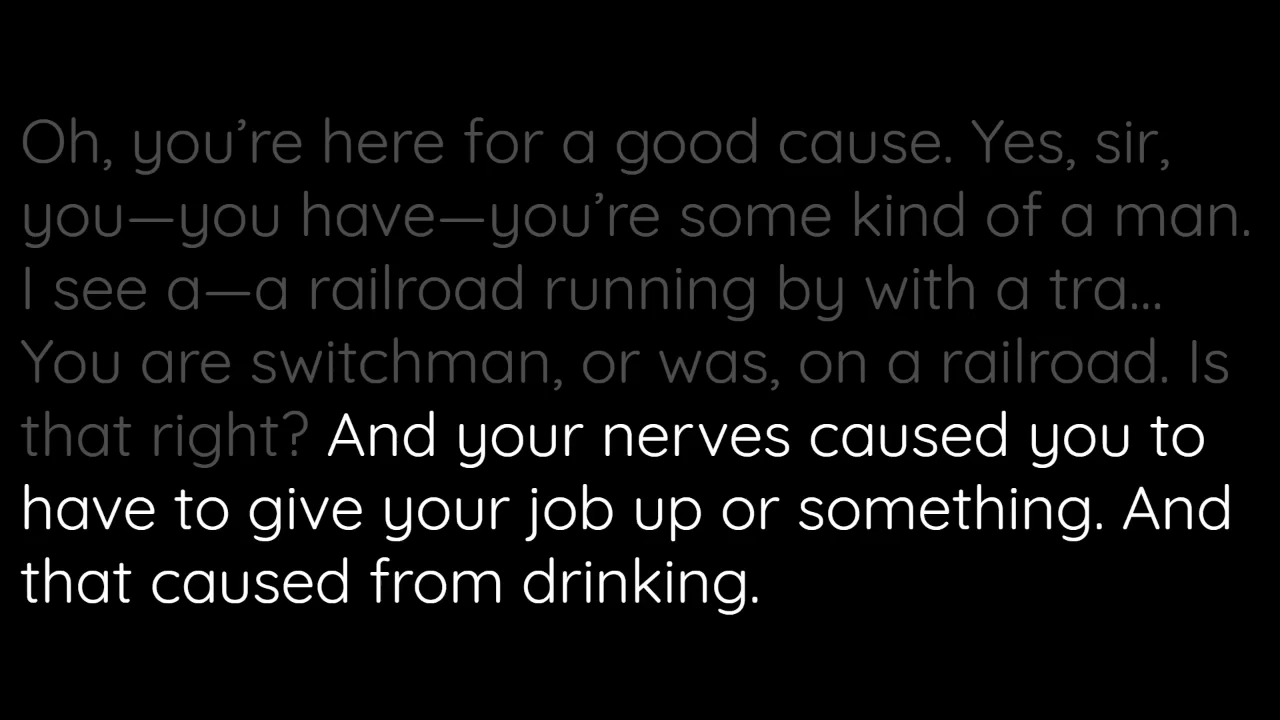 Oh, you’re here for a good cause. Yes, sir,
you—you have—you’re some kind of a man.
I see a—a railroad running by with a tra...
You are switchman, or was, on a railroad. Is
that right? And your nerves caused you to
have to give your job up or something. And
that caused from drinking.